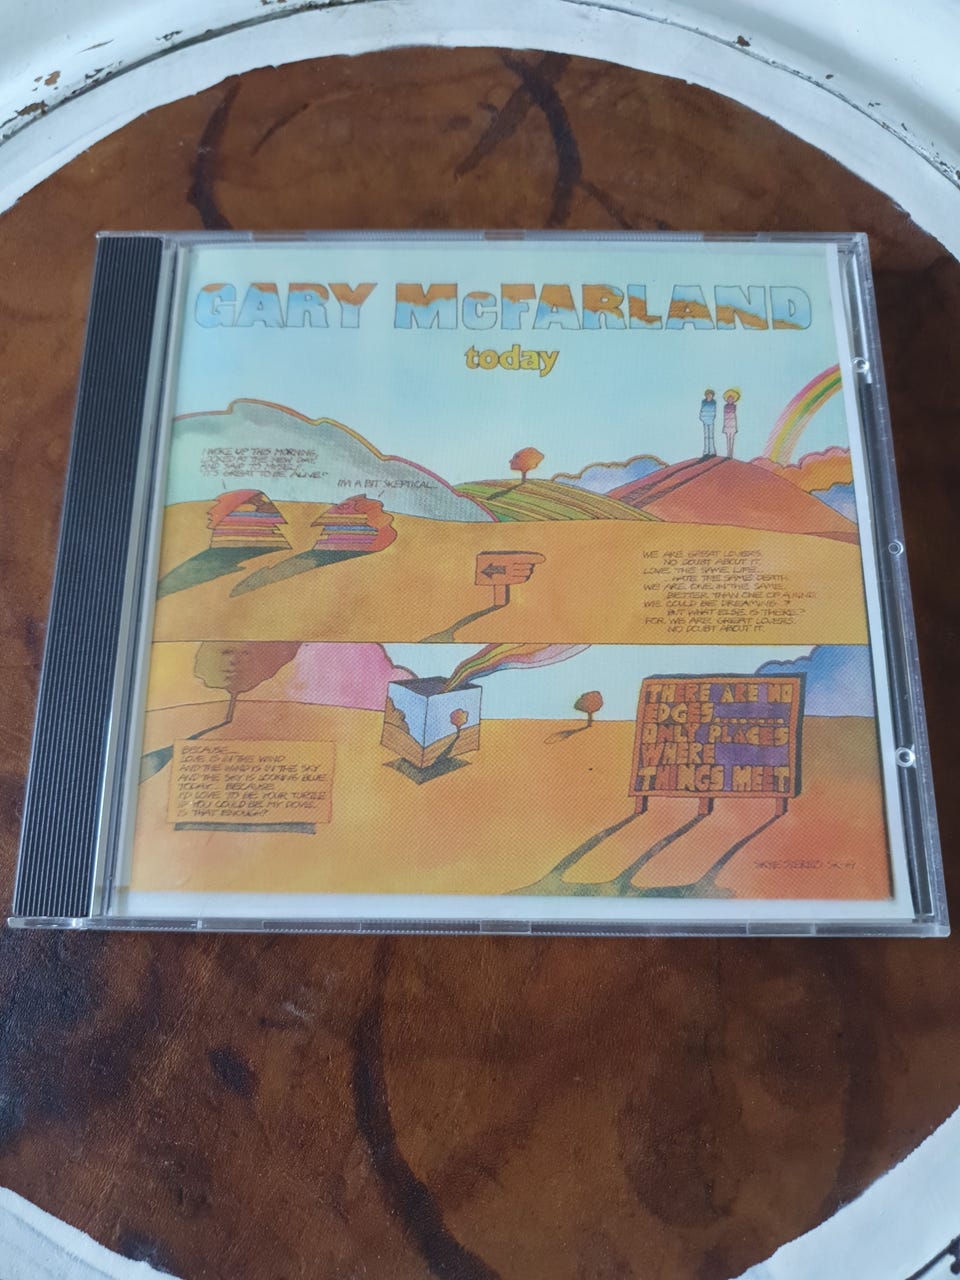 GARY McFARLAND
today
I WOKE UP THIS MORNING,
LOOKED AT THE NEW DAY
AND SAID TO MYSELF,
"IT'S GREAT TO BE ALIVE."
I'M A BIT SKEPTICAL...
WE ARE GREAT LOVERS.
NO DOUBT ABOUT IT.
LOVE THE SAME LIFE...
HATE THE SAME DEATH.
WE ARE ONE IN THE SAME,
BETTER THAN ONE OF A KIND.
WE COULD BE DREAMING..?
BUT WHAT ELSE IS THERE?
FOR WE ARE GREAT LOVERS.
NO DOUBT ABOUT IT.
BECAUSE...
LOVE IS IN THE WIND
AND THE WIND IS IN THE SKY
AND THE SKY IS LOOKING BLUE
TODAY... BECAUSE
I'D LOVE TO BE YOUR TURTLE
IF YOU COULD BE MY DOVE.
IS THAT ENOUGH?
THERE ARE NO
EDGES.........
ONLY PLACES
WHERE
THINGS MEET
SKYE STEREO SK-14